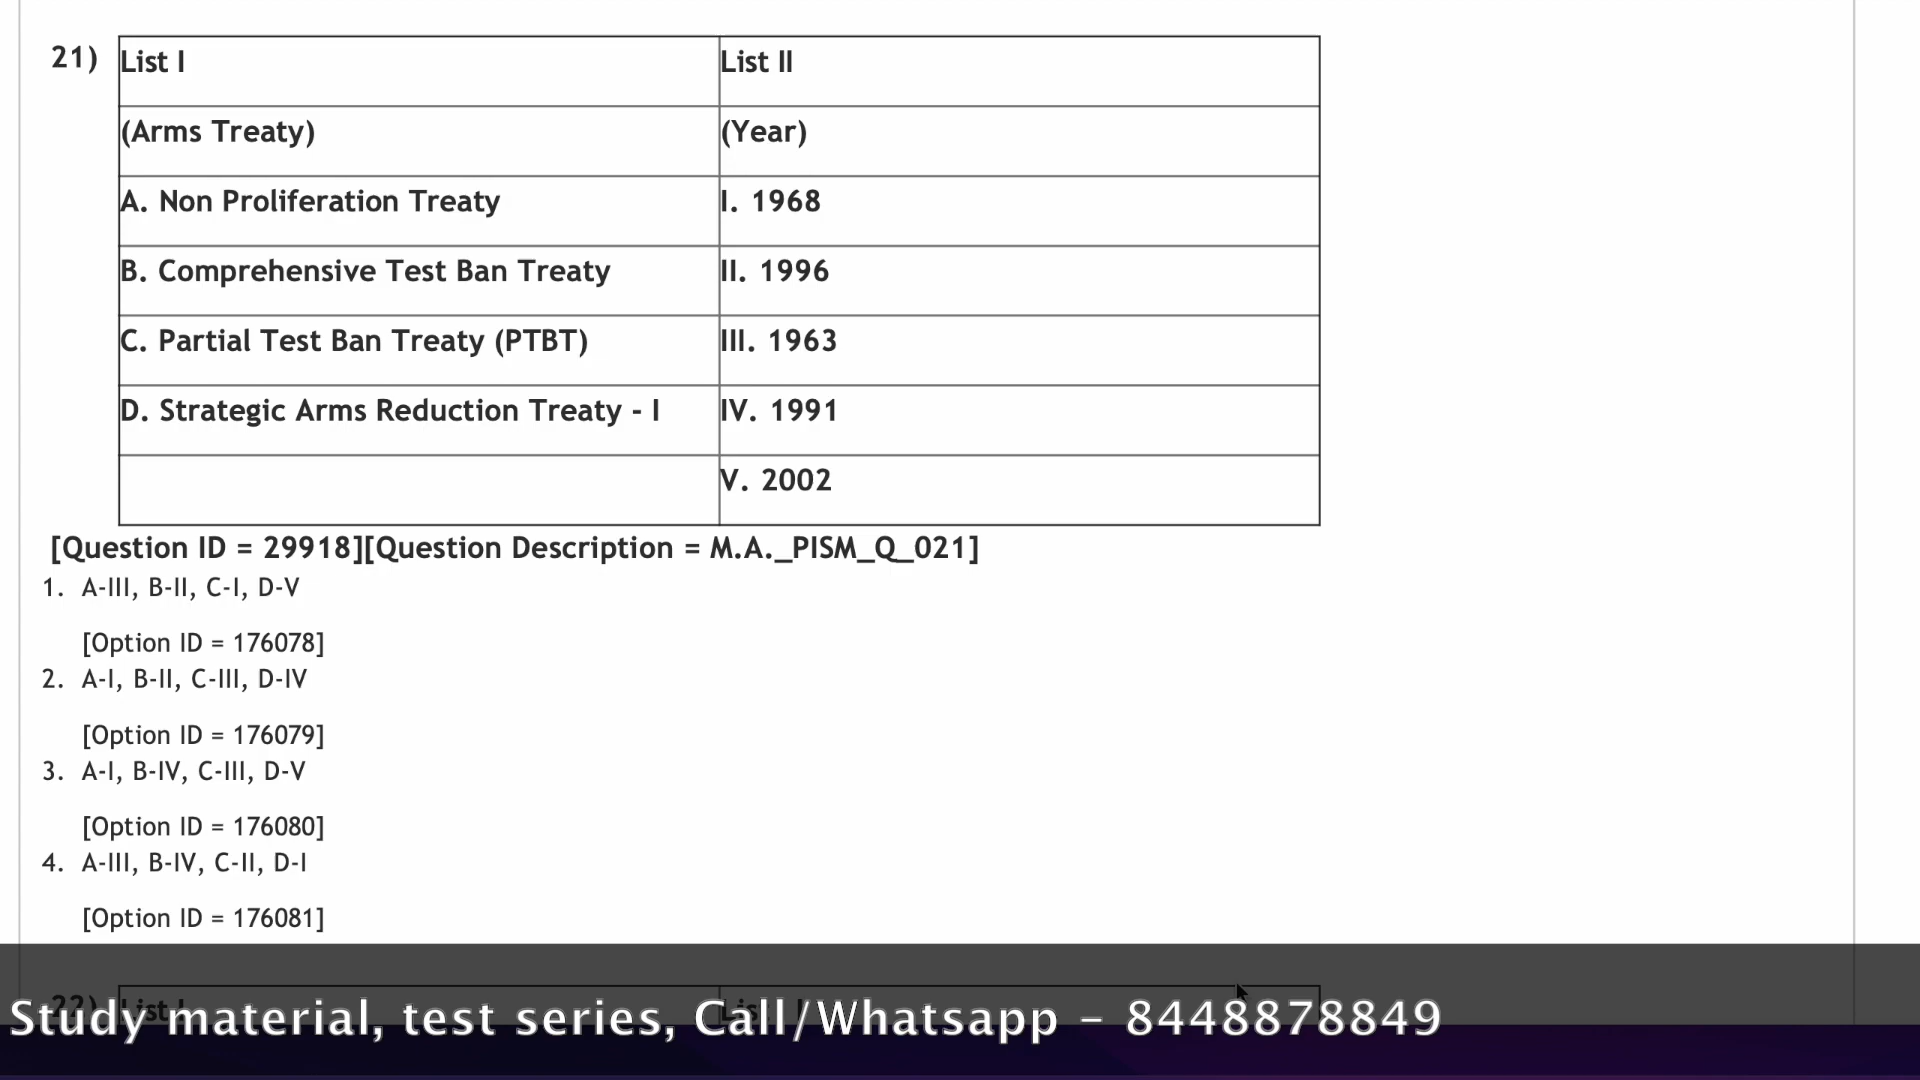 21) List I List II
(Arms Treaty) (Year)
A. Non Proliferation Treaty I. 1968
B. Comprehensive Test Ban Treaty II. 1996
C. Partial Test Ban Treaty (PTBT) III. 1963
D. Strategic Arms Reduction Treaty - I IV. 1991
V. 2002
[Question ID = 29918][Question Description = M.A._PISM_Q_021]
1. A-III, B-II, C-I, D-V
[Option ID = 176078]
2. A-I, B-II, C-III, D-IV
[Option ID = 176079]
3. A-I, B-IV, C-III, D-V
[Option ID = 176080]
4. A-III, B-IV, C-II, D-I
[Option ID = 176081]
22) List I
Study material, test series, Call/Whatsapp – 8448878849